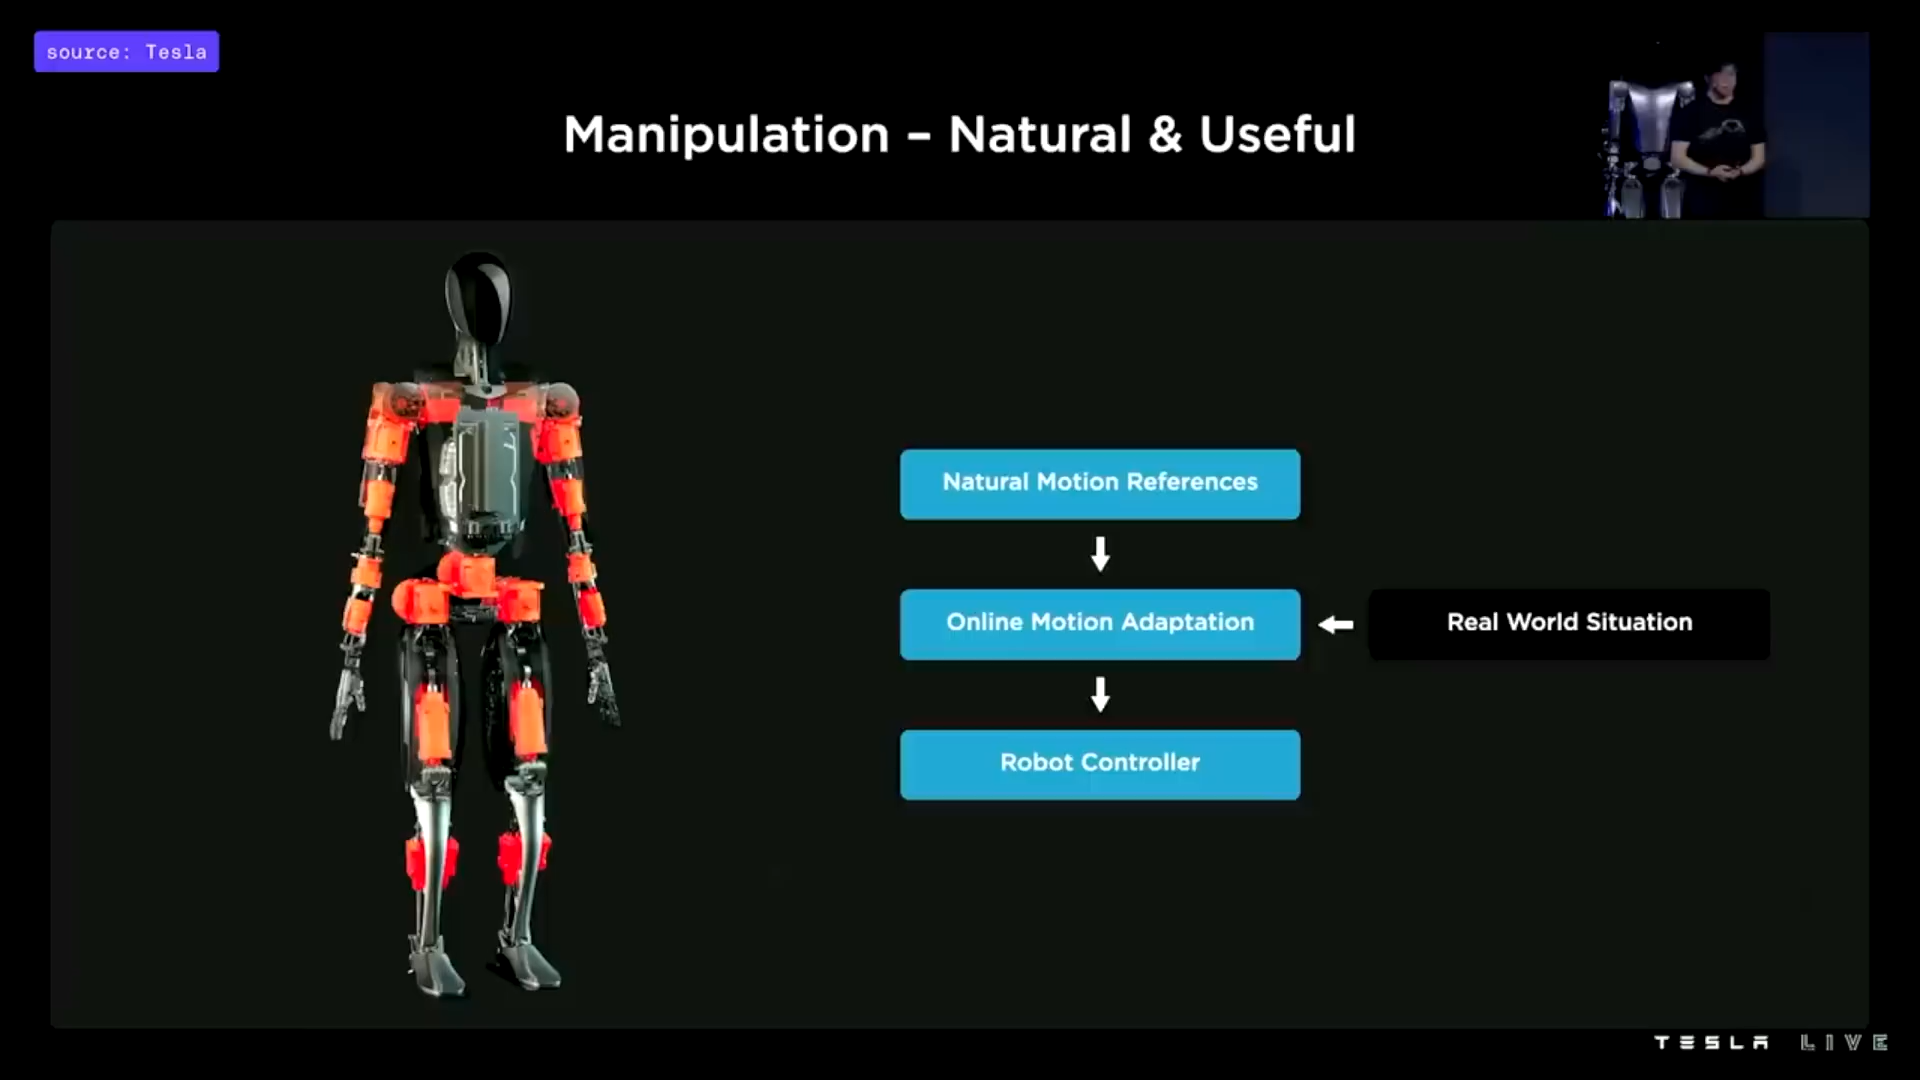 source: Tesla
Manipulation – Natural & Useful
Natural Motion References
Online Motion Adaptation
Real World Situation
Robot Controller
TESLA LIVE